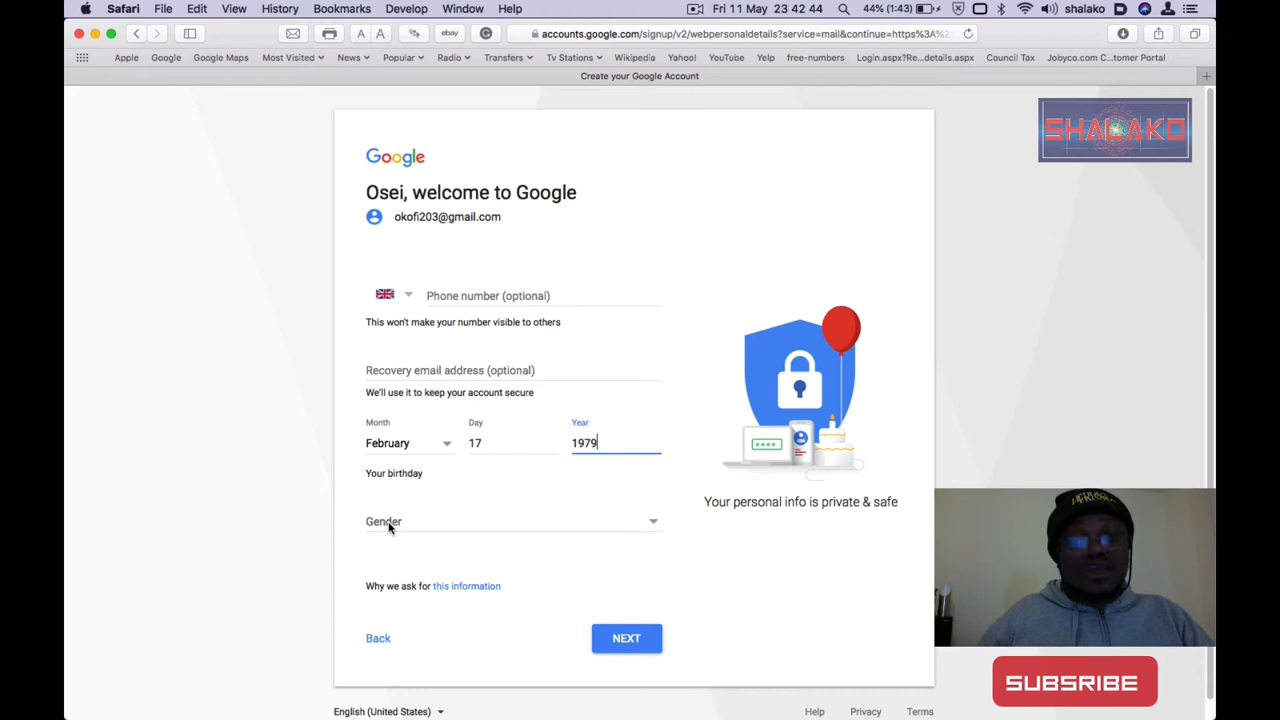 Safari File Edit View History Bookmarks Develop Window Help Fri 11 May 23 42 44 44% (1:43) shalako
A A ebay accounts.google.com/signup/v2/webpersonaldetails?service=mail&continue=https%3A%2
Apple Google Google Maps Most Visited News Popular Radio Transfers TV Stations Wikipedia Yahoo! YouTube Yelp free-numbers Login.aspx?Re...details.aspx Council Tax Jobyco.com C...tomer Portal
Create your Google Account
SHALAKO
Google
Osei, welcome to Google
okofi203@gmail.com
Phone number (optional)
This won't make your number visible to others
Recovery email address (optional)
We'll use it to keep your account secure
Month Day Year
February 17 1979
Your birthday
Your personal info is private & safe
Gender
Why we ask for this information
Back NEXT
SUBSRIBE
English (United States) Help Privacy Terms